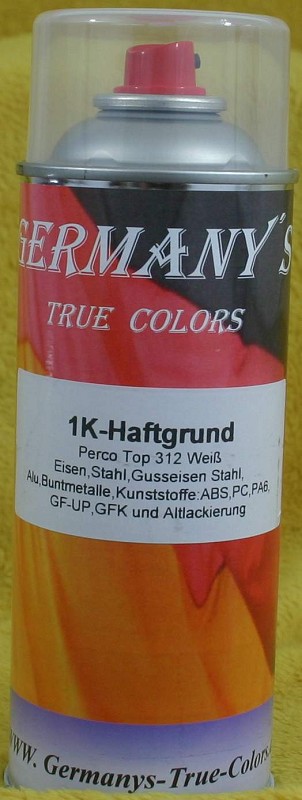 GERMANY´S
TRUE COLORS
1K-Haftgrund
Perco Top 312 Weiß
Eisen,Stahl,Gusseisen Stahl,
Alu,Buntmetalle,Kunststoffe:ABS,PC,PA6,
GF-UP,GFK und Altlackierung
www. Germanys-True-Colors.